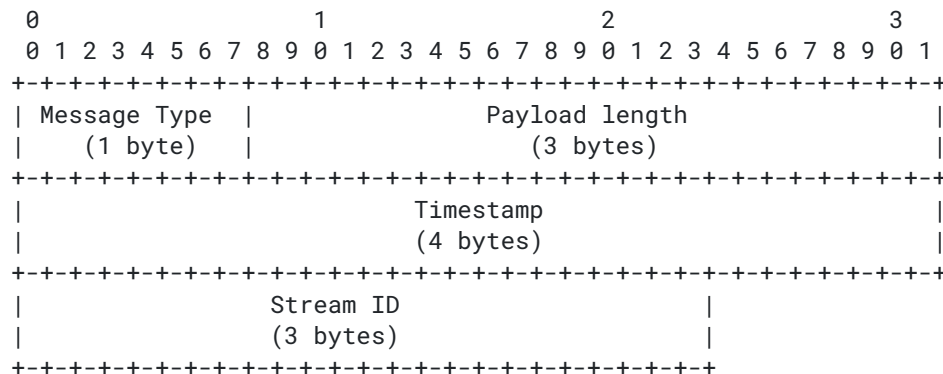 0                   1                   2                   3
 0 1 2 3 4 5 6 7 8 9 0 1 2 3 4 5 6 7 8 9 0 1 2 3 4 5 6 7 8 9 0 1
+-+-+-+-+-+-+-+-+-+-+-+-+-+-+-+-+-+-+-+-+-+-+-+-+-+-+-+-+-+-+-+-+
| Message Type  |                Payload length                 |
|    (1 byte)   |                   (3 bytes)                   |
+-+-+-+-+-+-+-+-+-+-+-+-+-+-+-+-+-+-+-+-+-+-+-+-+-+-+-+-+-+-+-+-+
|                           Timestamp                           |
|                           (4 bytes)                           |
+-+-+-+-+-+-+-+-+-+-+-+-+-+-+-+-+-+-+-+-+-+-+-+-+-+-+-+-+-+-+-+-+
|                 Stream ID                     |
|                 (3 bytes)                     |
+-+-+-+-+-+-+-+-+-+-+-+-+-+-+-+-+-+-+-+-+-+-+-+-+